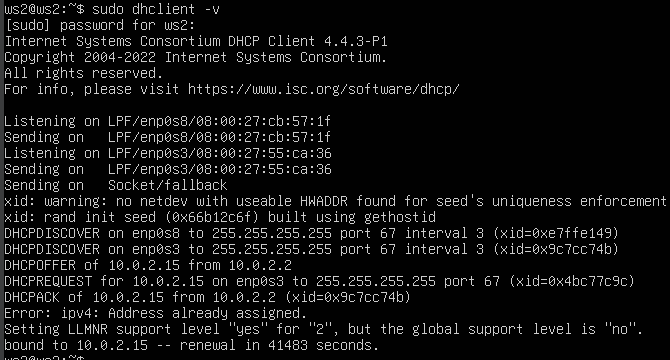 ws2@ws2:~$ sudo dhclient -v
[sudo] password for ws2:
Internet Systems Consortium DHCP Client 4.4.3-P1
Copyright 2004-2022 Internet Systems Consortium.
All rights reserved.
For info, please visit https://www.isc.org/software/dhcp/

Listening on LPF/enp0s8/08:00:27:cb:57:1f
Sending on   LPF/enp0s8/08:00:27:cb:57:1f
Listening on LPF/enp0s3/08:00:27:55:ca:36
Sending on   LPF/enp0s3/08:00:27:55:ca:36
Sending on   Socket/fallback
xid: warning: no netdev with useable HWADDR found for seed's uniqueness enforcement
xid: rand init seed (0x66b12c6f) built using gethostid
DHCPDISCOVER on enp0s8 to 255.255.255.255 port 67 interval 3 (xid=0xe7ffe149)
DHCPDISCOVER on enp0s3 to 255.255.255.255 port 67 interval 3 (xid=0x9c7cc74b)
DHCPOFFER of 10.0.2.15 from 10.0.2.2
DHCPREQUEST for 10.0.2.15 on enp0s3 to 255.255.255.255 port 67 (xid=0x4bc77c9c)
DHCPACK of 10.0.2.15 from 10.0.2.2 (xid=0x9c7cc74b)
Error: ipv4: Address already assigned.
Setting LLMNR support level "yes" for "2", but the global support level is "no".
bound to 10.0.2.15 -- renewal in 41483 seconds.
ws2@ws2:~$